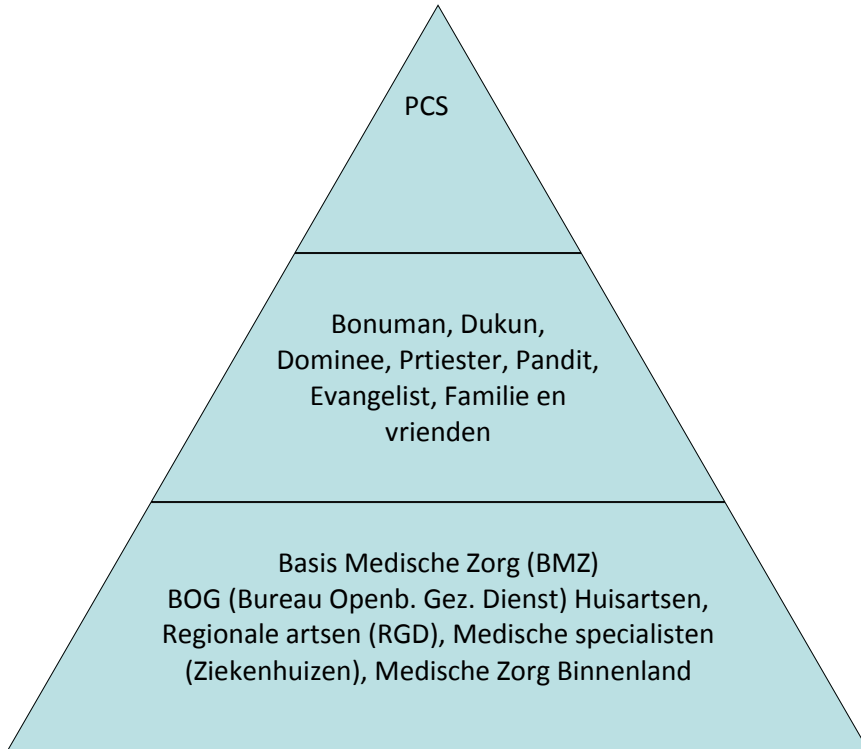 PCS
Bonuman, Dukun,
Dominee, Prtiester, Pandit,
Evangelist, Familie en
vrienden
Basis Medische Zorg (BMZ)
BOG (Bureau Openb. Gez. Dienst) Huisartsen,
Regionale artsen (RGD), Medische specialisten
(Ziekenhuizen), Medische Zorg Binnenland